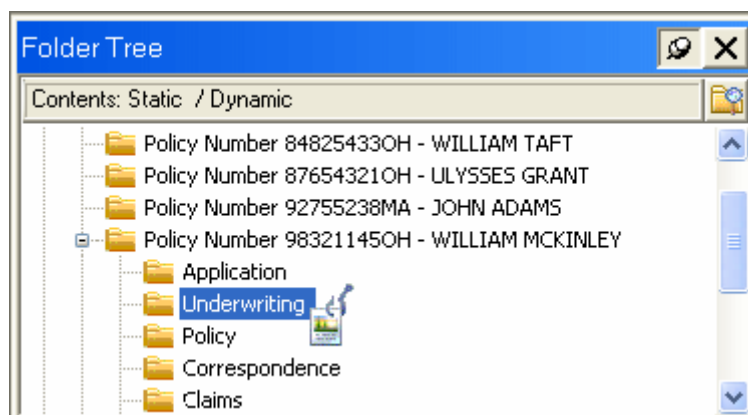 Folder Tree
Contents: Static / Dynamic
Policy Number 84825433OH - WILLIAM TAFT
Policy Number 87654321OH - ULYSSES GRANT
Policy Number 92755238MA - JOHN ADAMS
Policy Number 98321145OH - WILLIAM MCKINLEY
Application
Underwriting
Policy
Correspondence
Claims